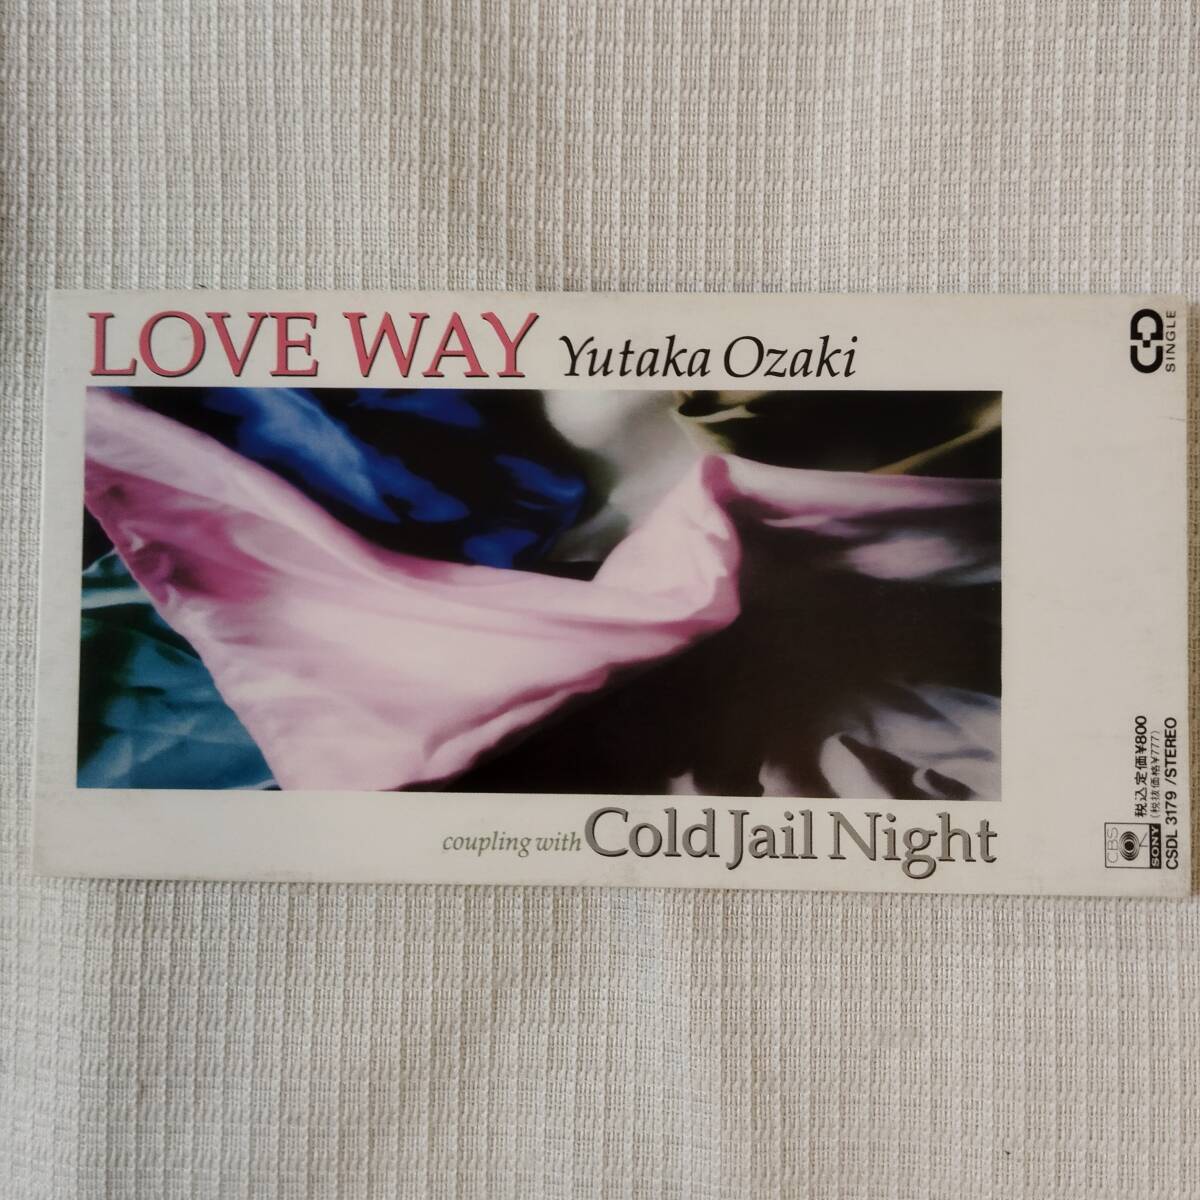 LOVE WAY Yutaka Ozaki
CD
SINGLE
coupling with Cold Jail Night
税込定価¥800
(税抜価格¥777)
CSDL 3179/STEREO
CBS
SONY